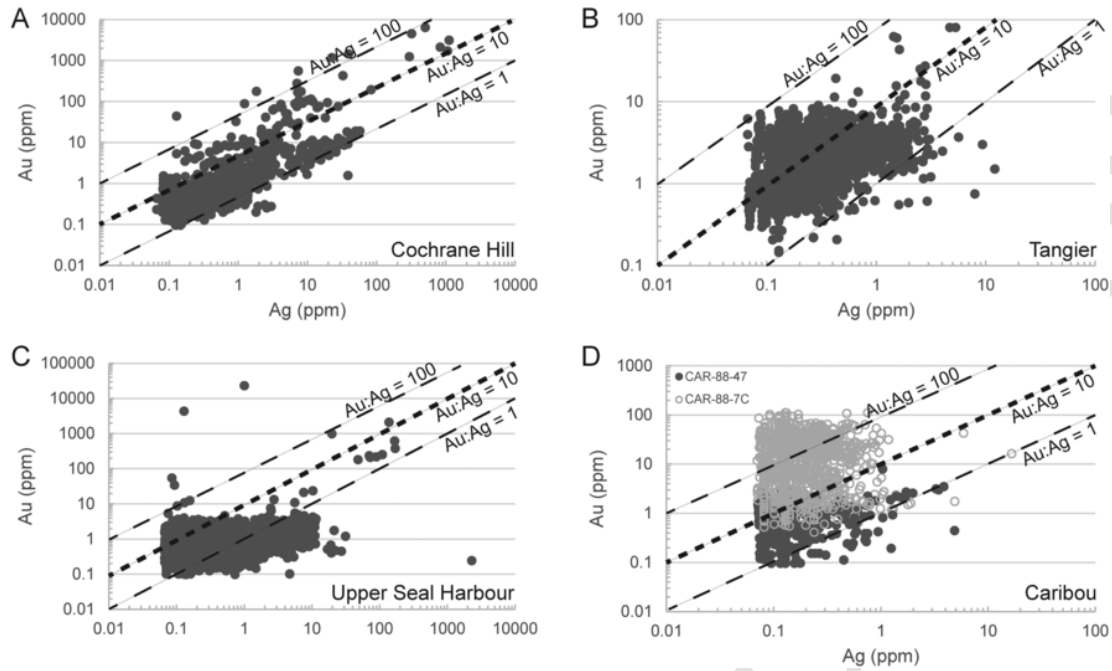 A
10000
1000
100
10
1
0.1
0.01
Au (ppm)
Au:Ag = 100
Au:Ag = 10
Au:Ag = 1
Cochrane Hill
0.01 0.1 1 10 100 1000 10000
Ag (ppm)
B
100
10
1
0.1
Au (ppm)
Au:Ag = 100
Au:Ag = 10
Au:Ag = 1
Tangier
0.01 0.1 1 10 100
Ag (ppm)
C
100000
10000
1000
100
10
1
0.1
0.01
Au (ppm)
Au:Ag = 100
Au:Ag = 10
Au:Ag = 1
Upper Seal Harbour
0.01 0.1 1 10 100 1000 10000
D
1000
100
10
1
0.1
0.01
Au (ppm)
CAR-88-47
CAR-88-7C
Au:Ag = 100
Au:Ag = 10
Au:Ag = 1
Caribou
0.01 0.1 1 10 100
Ag (ppm)